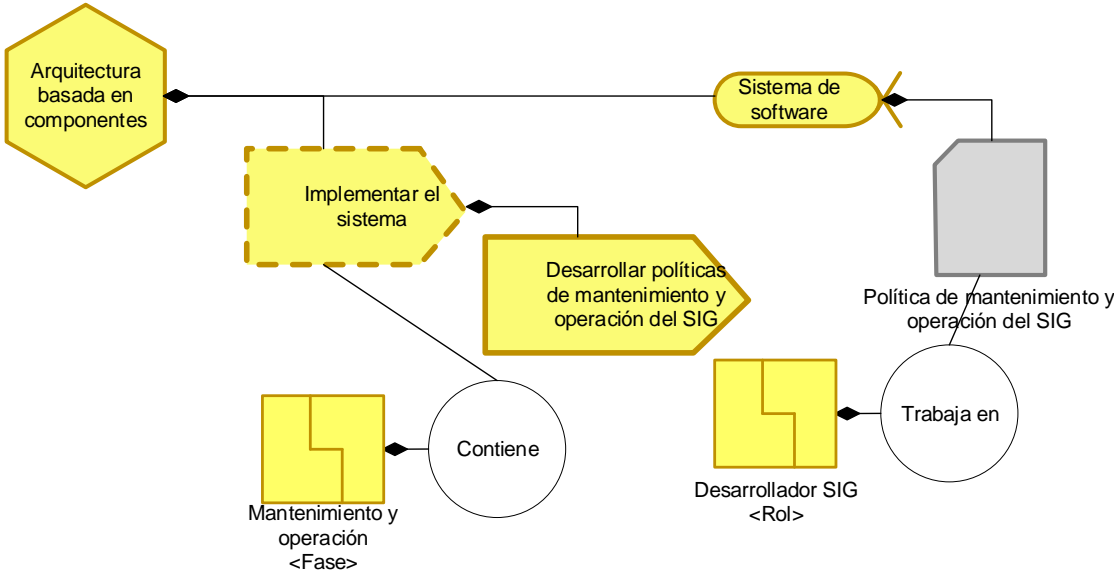 Arquitectura
basada en
componentes
Sistema de
software
Implementar el
sistema
Desarrollar políticas
de mantenimiento y
operación del SIG
Política de mantenimiento y
operación del SIG
Contiene
Trabaja en
Mantenimiento y
operación
<Fase>
Desarrollador SIG
<Rol>